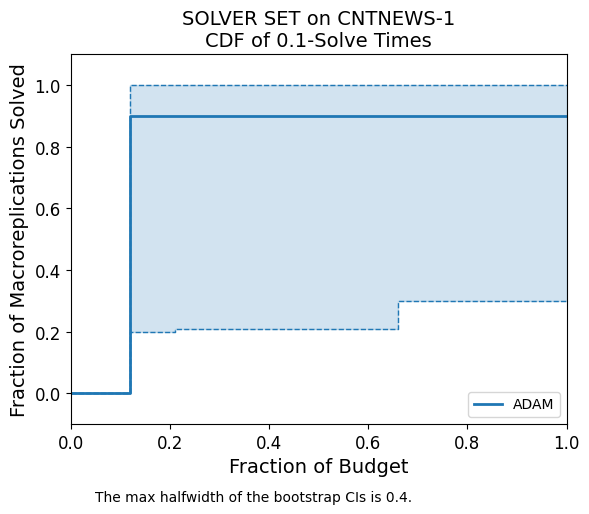 SOLVER SET on CNTNEWS-1
CDF of 0.1-Solve Times
Fraction of Macroreplications Solved
1.0
0.8
0.6
0.4
0.2
0.0
ADAM
0.0 0.2 0.4 0.6 0.8 1.0
Fraction of Budget
The max halfwidth of the bootstrap CIs is 0.4.